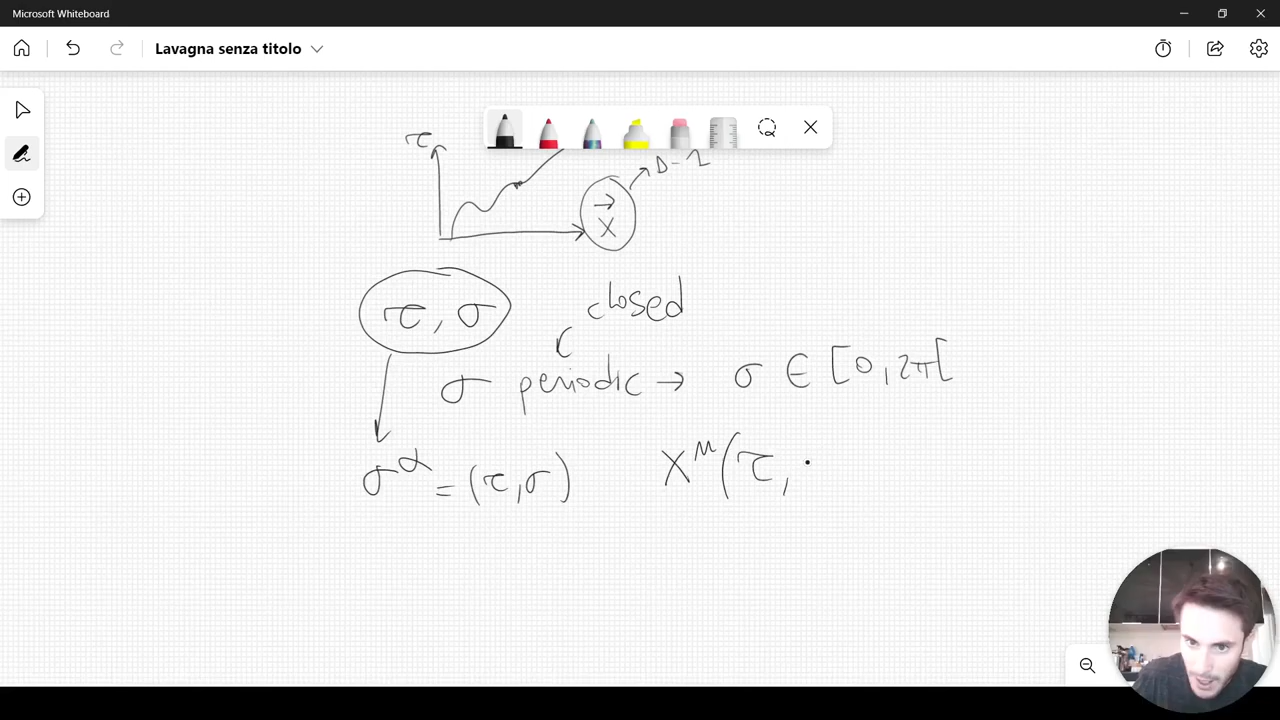 Microsoft Whiteboard
Lavagna senza titolo
τ
D-1
→
X
τ, σ
closed
σ periodic → σ ∈ [0, 2π[
σ^α = (τ, σ)
X^μ(τ, ·